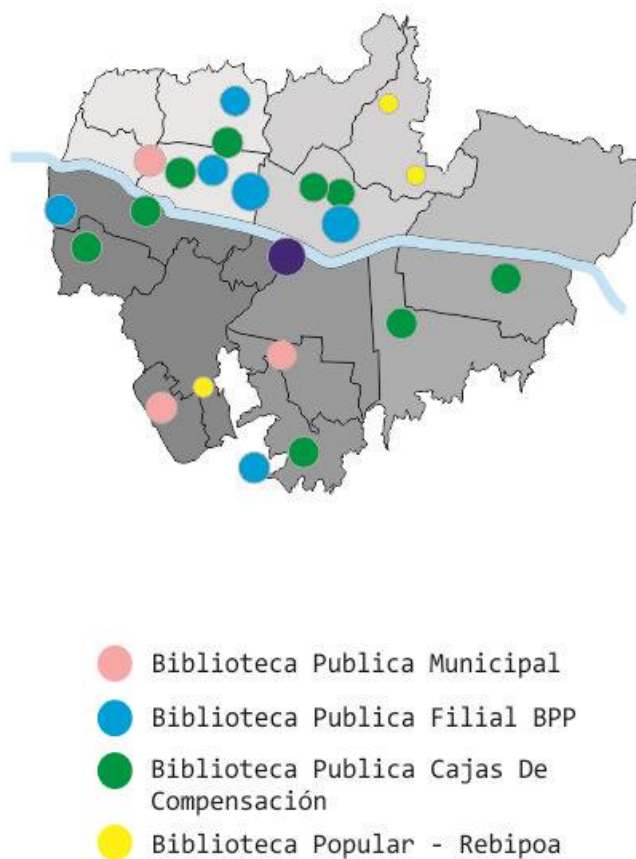 Biblioteca Publica Municipal
Biblioteca Publica Filial BPP
Biblioteca Publica Cajas De
Compensación
Biblioteca Popular - Rebipoa